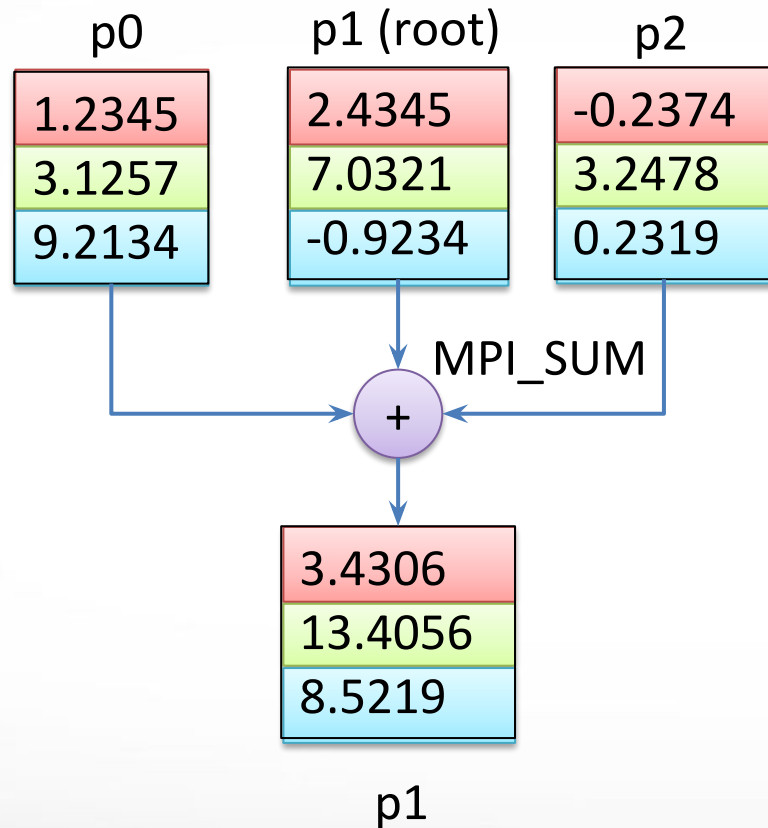 p0
p1 (root)
p2
1.2345
3.1257
9.2134
2.4345
7.0321
-0.9234
-0.2374
3.2478
0.2319
MPI_SUM
+
3.4306
13.4056
8.5219
p1